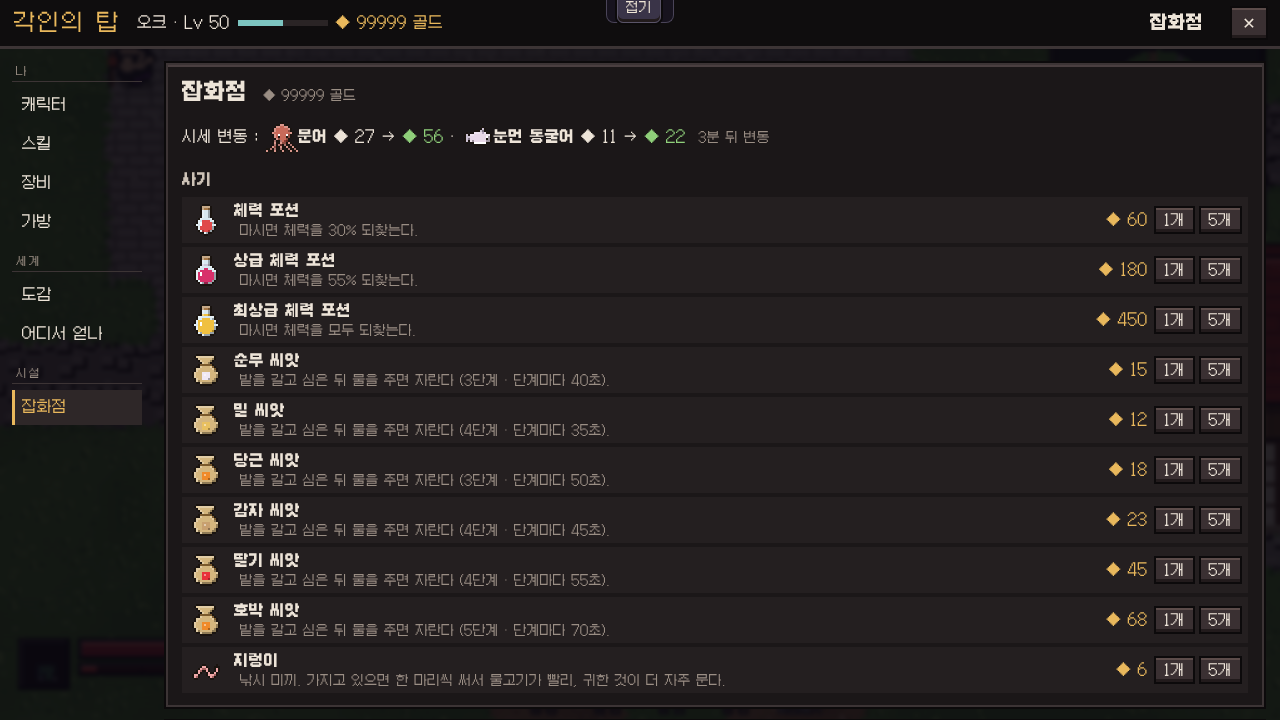 각인의 탑 오크 · Lv 50 ◆ 99999 골드 접기 잡화점 ×
나
캐릭터
스킬
장비
가방
세계
도감
어디서 얻나
시설
잡화점
잡화점 ◆ 99999 골드
시세 변동 : 문어 ◆ 27 → ◆ 56 · 눈먼 동굴어 ◆ 11 → ◆ 22 3분 뒤 변동
사기
체력 포션 ◆ 60 1개 5개
마시면 체력을 30% 되찾는다.
상급 체력 포션 ◆ 180 1개 5개
마시면 체력을 55% 되찾는다.
최상급 체력 포션 ◆ 450 1개 5개
마시면 체력을 모두 되찾는다.
순무 씨앗 ◆ 15 1개 5개
밭을 갈고 심은 뒤 물을 주면 자란다 (3단계 · 단계마다 40초).
밀 씨앗 ◆ 12 1개 5개
밭을 갈고 심은 뒤 물을 주면 자란다 (4단계 · 단계마다 35초).
당근 씨앗 ◆ 18 1개 5개
밭을 갈고 심은 뒤 물을 주면 자란다 (3단계 · 단계마다 50초).
감자 씨앗 ◆ 23 1개 5개
밭을 갈고 심은 뒤 물을 주면 자란다 (4단계 · 단계마다 45초).
딸기 씨앗 ◆ 45 1개 5개
밭을 갈고 심은 뒤 물을 주면 자란다 (4단계 · 단계마다 55초).
호박 씨앗 ◆ 68 1개 5개
밭을 갈고 심은 뒤 물을 주면 자란다 (5단계 · 단계마다 70초).
지렁이 ◆ 6 1개 5개
낚시 미끼. 가지고 있으면 한 마리씩 써서 물고기가 빨리, 귀한 것이 더 자주 문다.